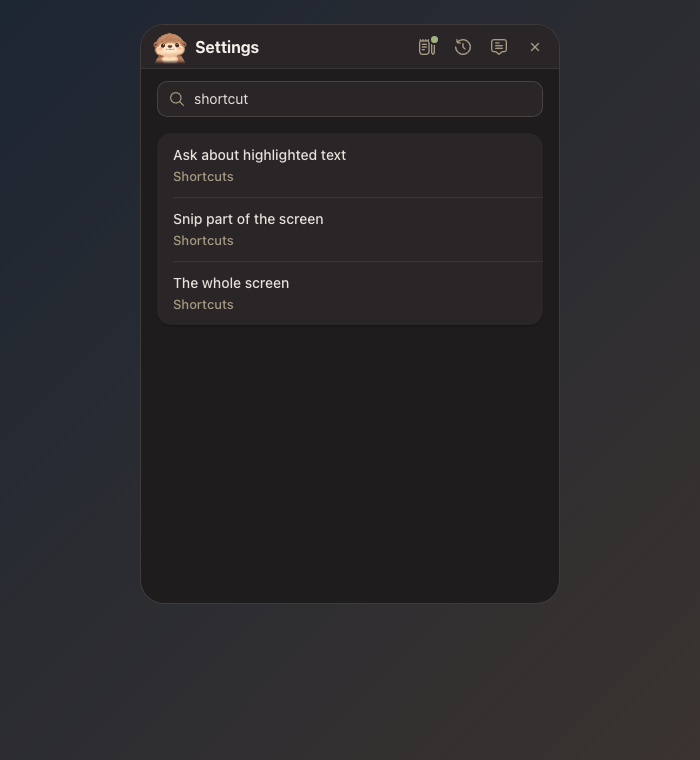 Settings
shortcut
Ask about highlighted text
Shortcuts
Snip part of the screen
Shortcuts
The whole screen
Shortcuts